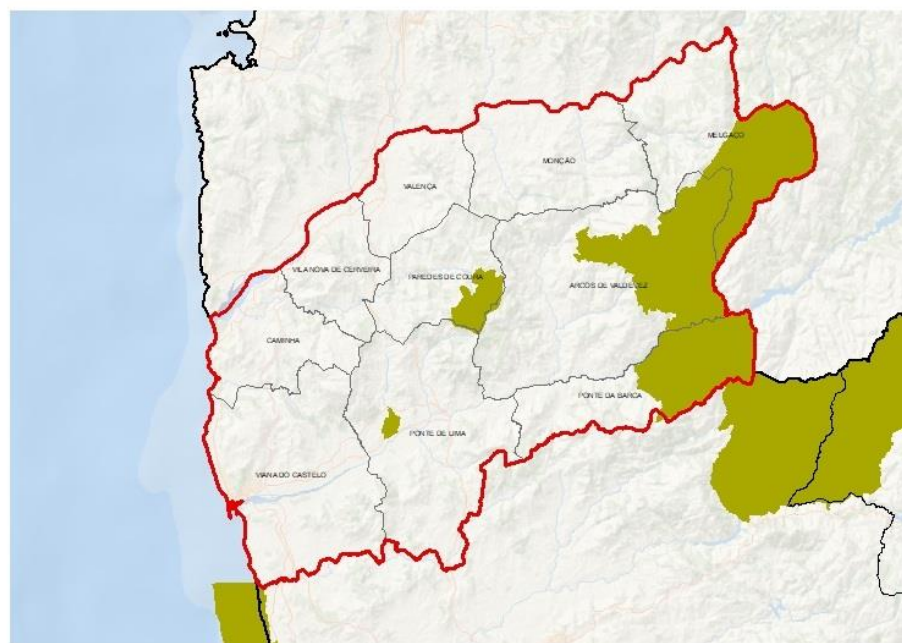 MELGAÇO
MONÇÃO
VALENÇA
VILA NOVA DE CERVEIRA
PAREDES DE COURA
ARCOS DE VALDEVEZ
CAMINHA
PONTE DA BARCA
PONTE DE LIMA
VIANA DO CASTELO